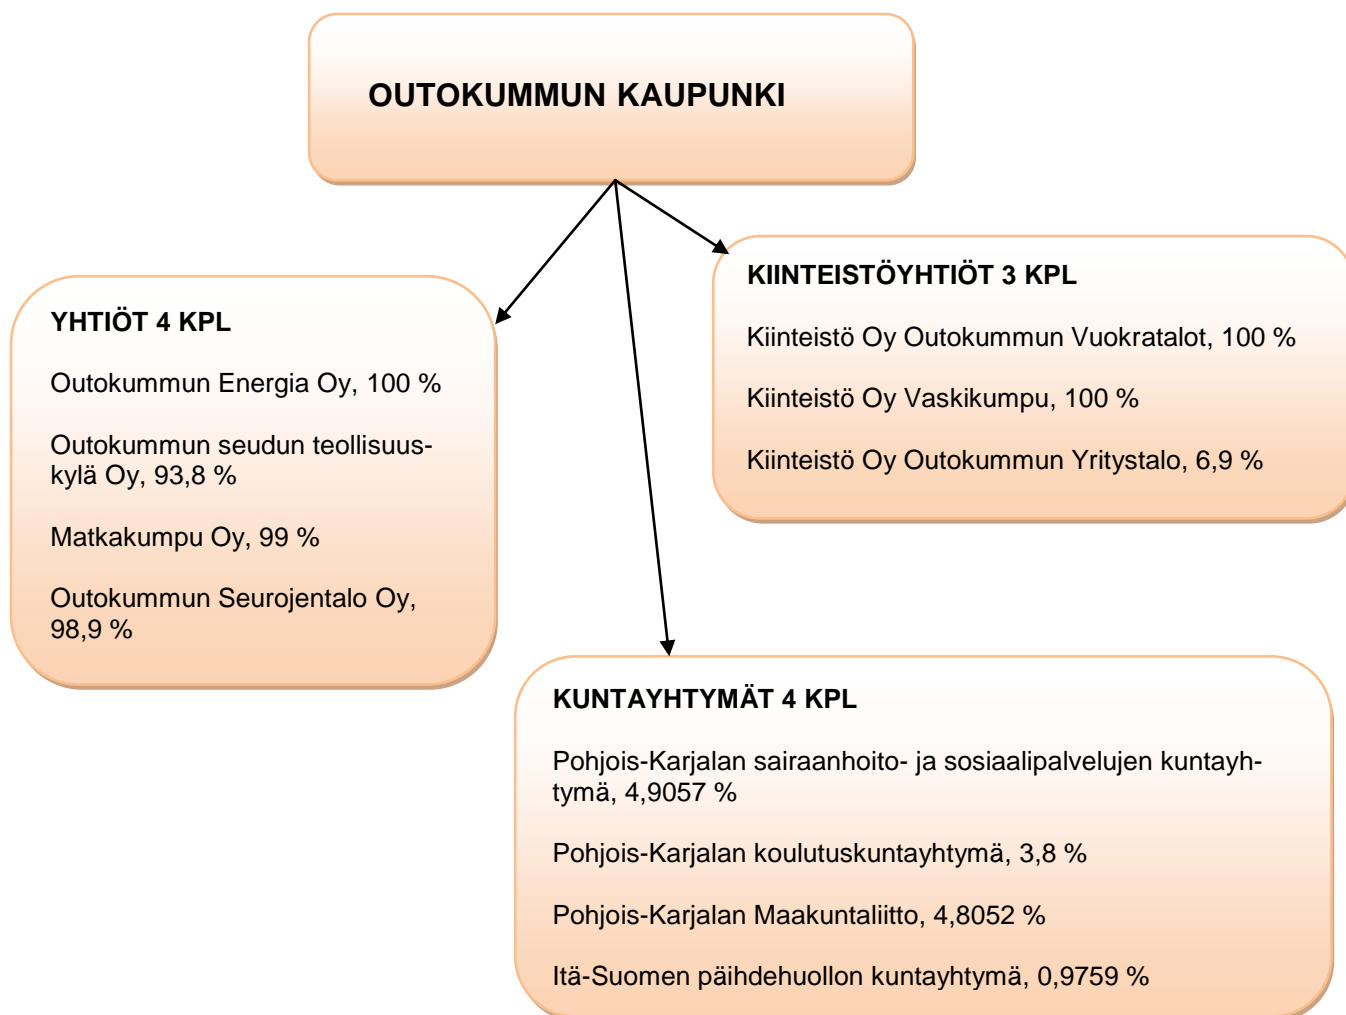 OUTOKUMMUN KAUPUNKI
YHTIÖT 4 KPL
Outokummun Energia Oy, 100 %
Outokummun seudun teollisuus-
kylä Oy, 93,8 %
Matkakumpu Oy, 99 %
Outokummun Seurojentalo Oy,
98,9 %
KIINTEISTÖYHTIÖT 3 KPL
Kiinteistö Oy Outokummun Vuokratalot, 100 %
Kiinteistö Oy Vaskikumpu, 100 %
Kiinteistö Oy Outokummun Yritystalo, 6,9 %
KUNTAYHTYMÄT 4 KPL
Pohjois-Karjalan sairaanhoito- ja sosiaalipalvelujen kuntayh-
tymä, 4,9057 %
Pohjois-Karjalan koulutuskuntayhtymä, 3,8 %
Pohjois-Karjalan Maakuntaliitto, 4,8052 %
Itä-Suomen päihdehuollon kuntayhtymä, 0,9759 %